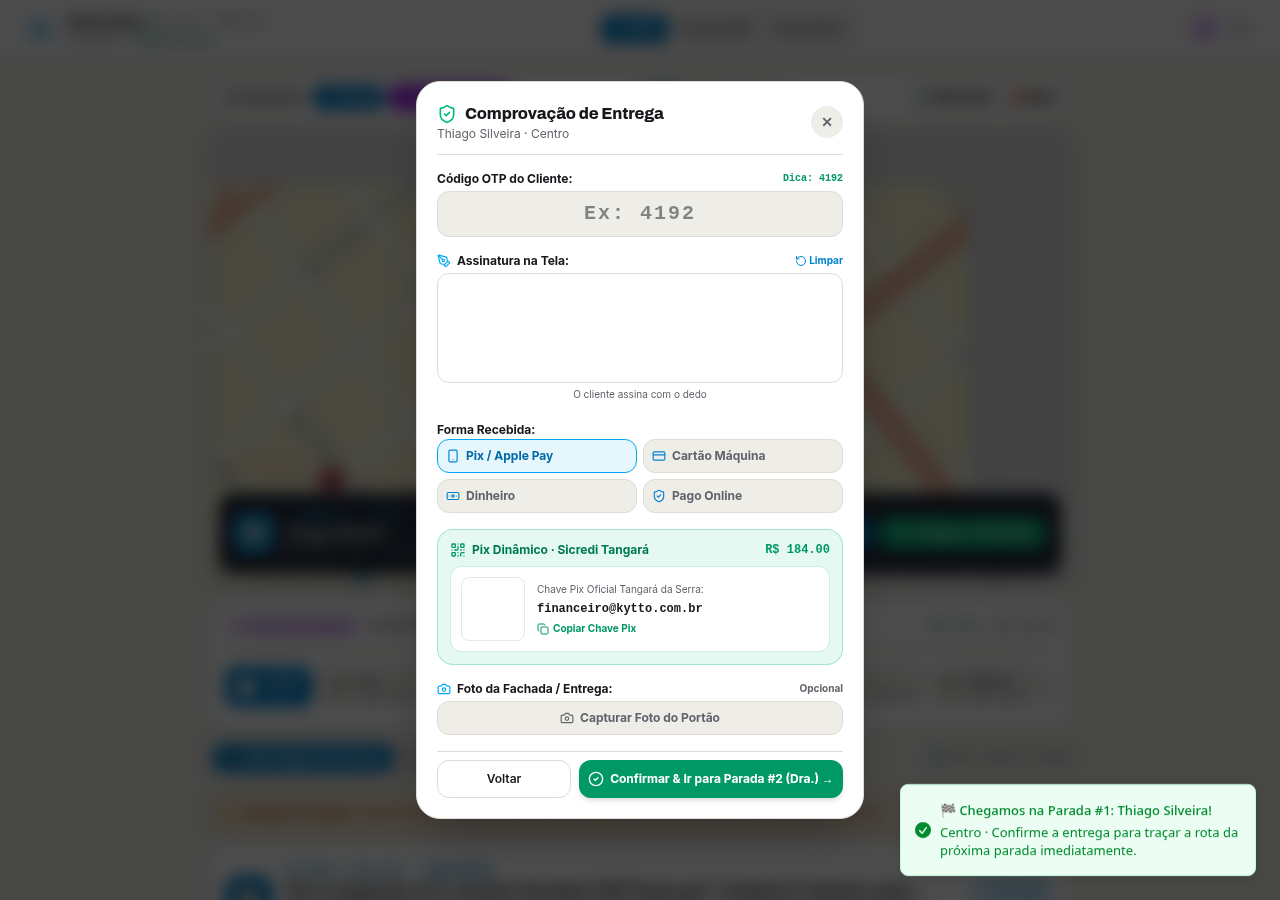 Comprovação de Entrega
Thiago Silveira · Centro
Código OTP do Cliente:
Dica: 4192
Ex: 4192
Assinatura na Tela:
Limpar
O cliente assina com o dedo
Forma Recebida:
Pix / Apple Pay
Cartão Máquina
Dinheiro
Pago Online
Pix Dinâmico · Sicredi Tangará
R$ 184.00
Chave Pix Oficial Tangará da Serra:
financeiro@kytto.com.br
Copiar Chave Pix
Foto da Fachada / Entrega:
Opcional
Capturar Foto do Portão
Voltar
Confirmar & Ir para Parada #2 (Dra.) →
🏁 Chegamos na Parada #1: Thiago Silveira!
Centro · Confirme a entrega para traçar a rota da
próxima parada imediatamente.